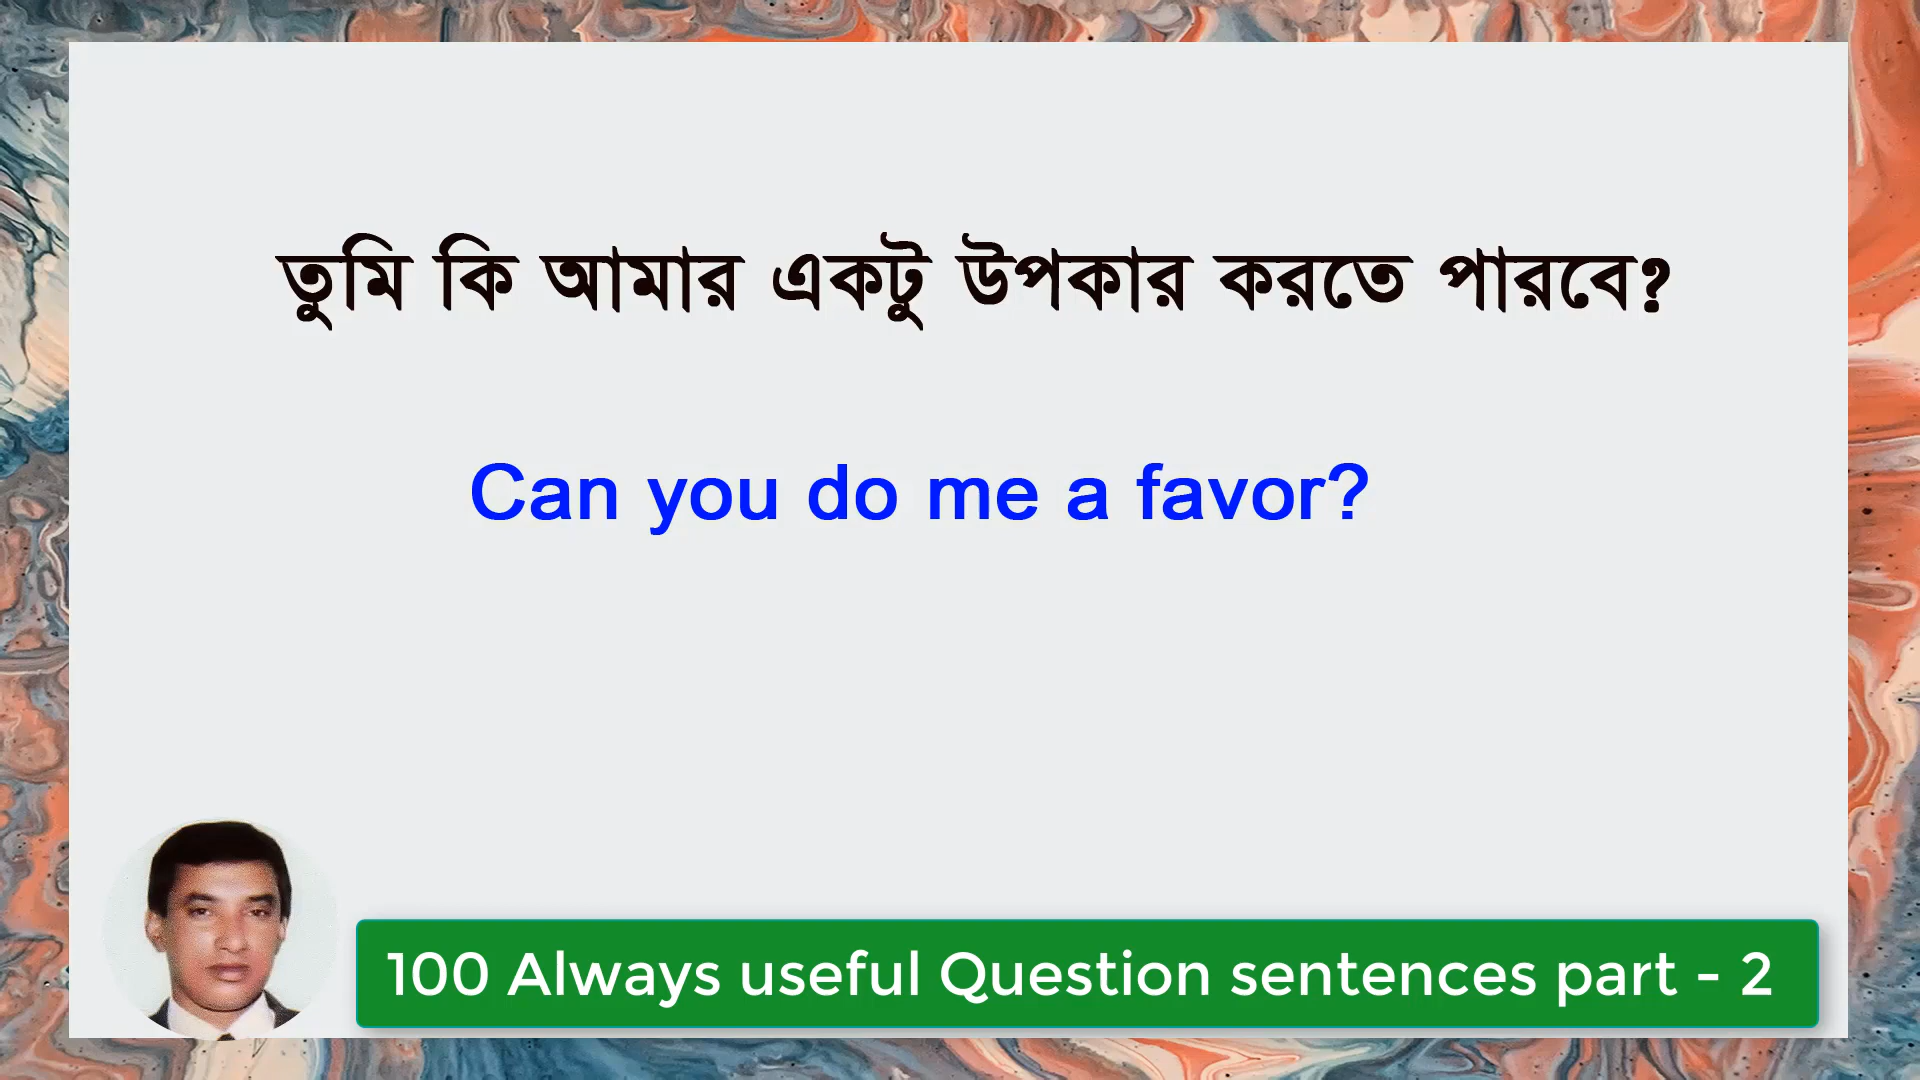 তুমি কি আমার একটু উপকার করতে পারবে?
Can you do me a favor?
100 Always useful Question sentences part - 2